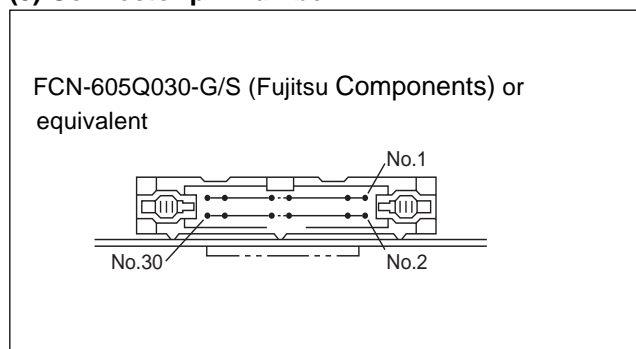 FCN-605Q030-G/S (Fujitsu Components) or
equivalent
No.1
No.30
No.2